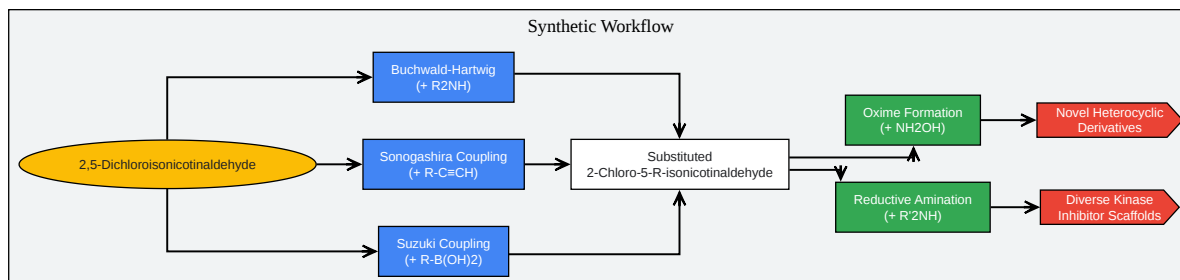 Synthetic Workflow
2,5-Dichloroisonicotinaldehyde
Buchwald-Hartwig
(+ R2NH)
Sonogashira Coupling
(+ R-C≡CH)
Suzuki Coupling
(+ R-B(OH)2)
Substituted
2-Chloro-5-R-isonicotinaldehyde
Oxime Formation
(+ NH2OH)
Reductive Amination
(+ R'2NH)
Novel Heterocyclic
Derivatives
Diverse Kinase
Inhibitor Scaffolds